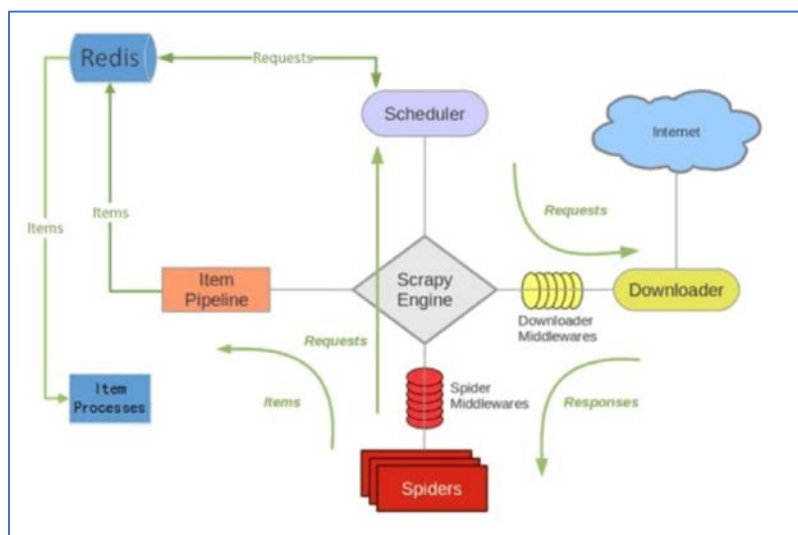 Redis
Requests
Scheduler
Internet
Requests
Items
Items
Item
Pipeline
Scrapy
Engine
Downloader
Downloader
Middlewares
Requests
Item
Processes
Items
Spider
Middlewares
Responses
Spiders